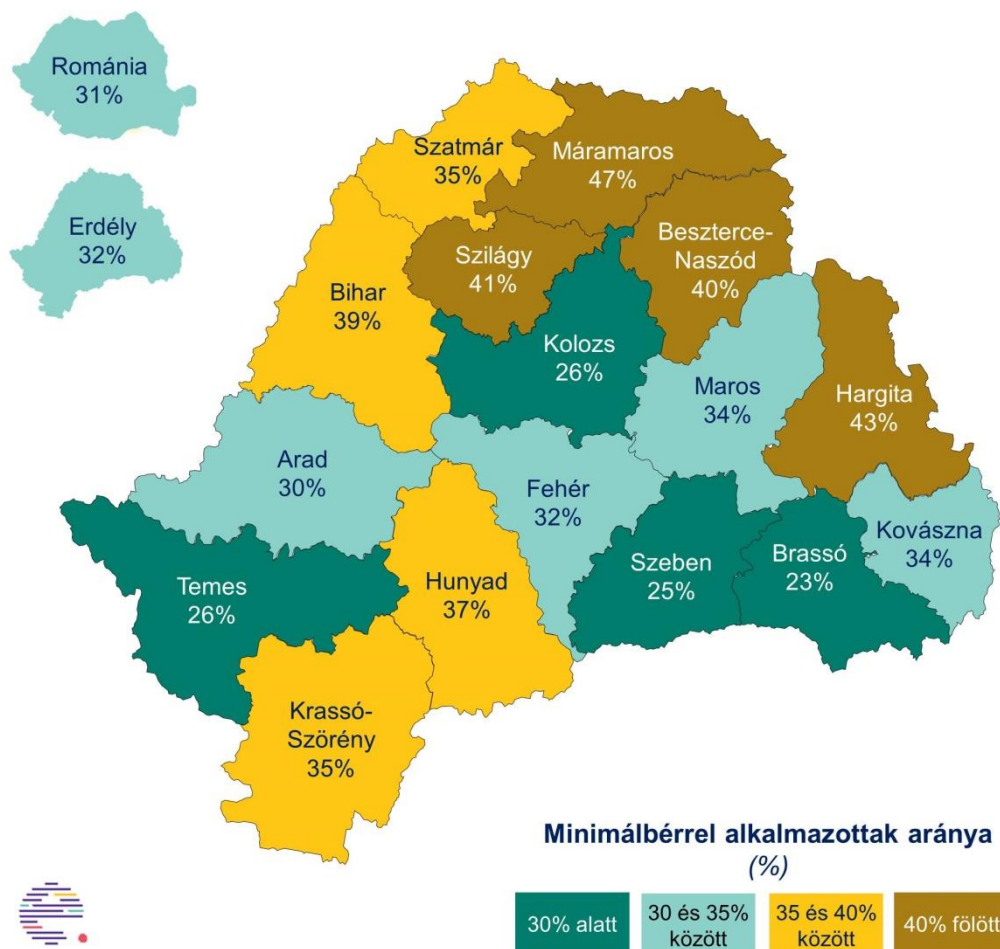 Románia
31%
Erdély
32%
Szatmár
35%
Máramaros
47%
Szilágy
41%
Beszterce-
Naszód
40%
Bihar
39%
Kolozs
26%
Maros
34%
Hargita
43%
Arad
30%
Fehér
32%
Kovászna
34%
Temes
26%
Hunyad
37%
Szeben
25%
Brassó
23%
Krassó-
Szörény
35%
Minimálbérrel alkalmazottak aránya
(%)
30% alatt
30 és 35%
között
35 és 40%
között
40% fölött